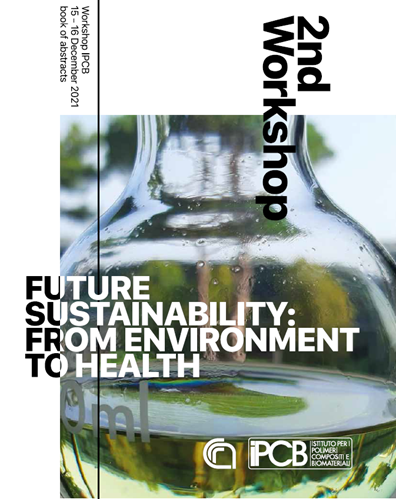 Workshop IPCB
15 - 16 December 2021
book of abstracts
2nd
Workshop
FUTURE
SUSTAINABILITY:
FROM ENVIRONMENT
TO HEALTH
0ml
iPCB
ISTITUTO PER I
POLIMERI
COMPOSITI E
BIOMATERIALI